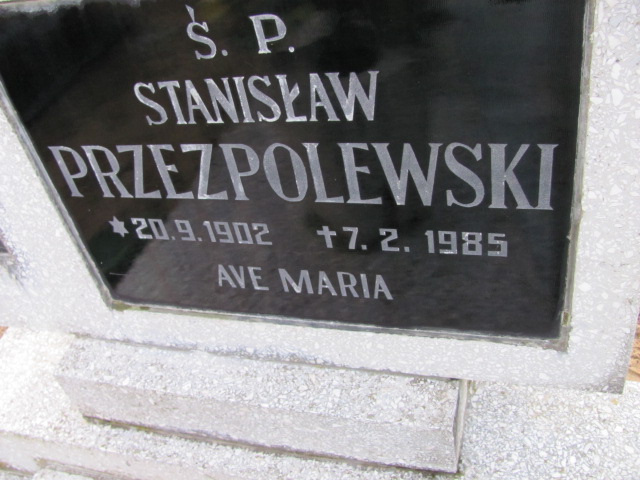 Ś. P.
STANISŁAW
PRZEZPOLEWSKI
* 20.9.1902 ✝ 7. 2. 1985
AVE MARIA